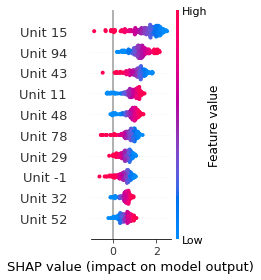 High
Unit 15
Unit 94
Unit 43
Unit 11
Unit 48
Unit 78
Unit 29
Unit -1
Unit 32
Unit 52
Feature value
Low
0 2
SHAP value (impact on model output)